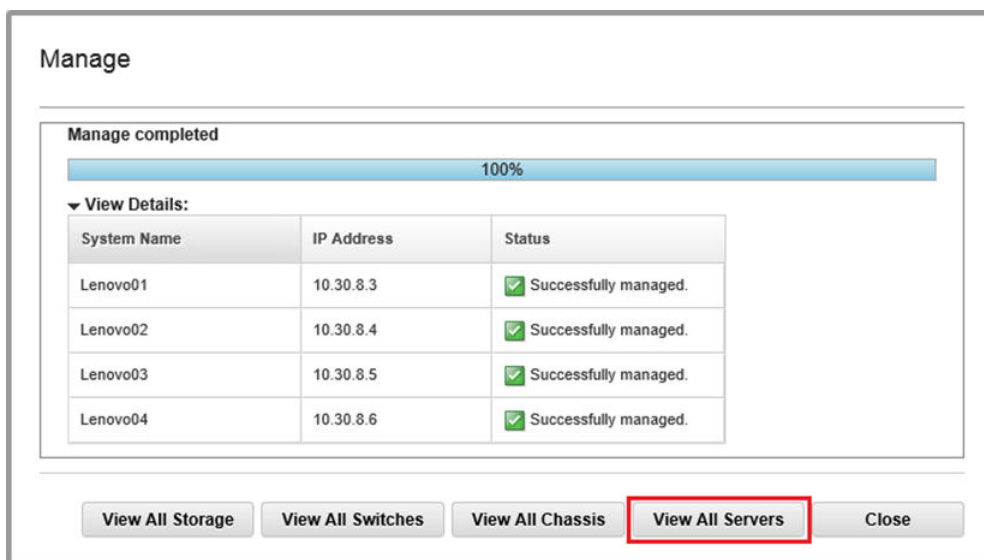 Manage
Manage completed
100%
View Details:
System Name IP Address Status
Lenovo01 10.30.8.3 Successfully managed.
Lenovo02 10.30.8.4 Successfully managed.
Lenovo03 10.30.8.5 Successfully managed.
Lenovo04 10.30.8.6 Successfully managed.
View All Storage View All Switches View All Chassis View All Servers Close